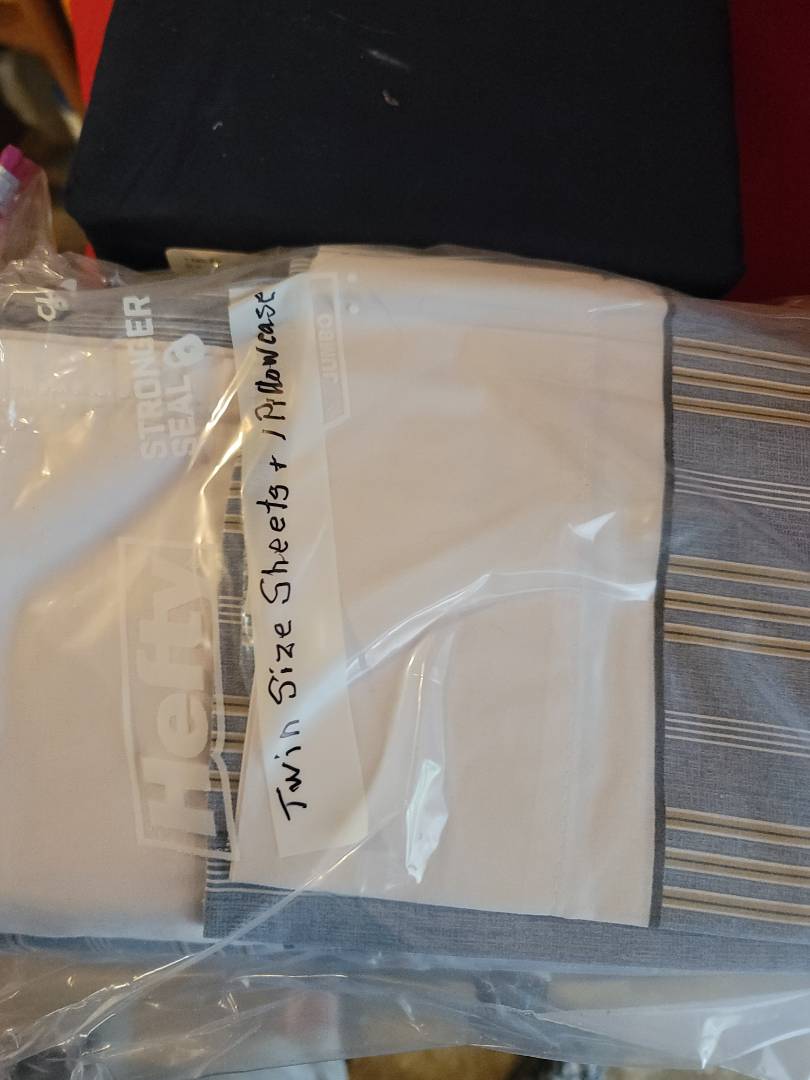 STRONGER
SEAL
Hefty
Twin Size Sheets + 1 Pillowcase
JUMBO